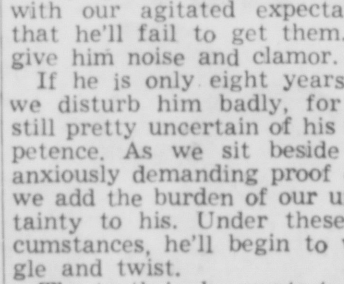 with our agitated expecta
that he'll fail to get them.
give him noise and clamor.
If he is only eight years
we disturb him badly, for
still pretty uncertain of his
petence. As we sit beside
anxiously demanding proof
we add the burden of our u
tainty to his. Under these
cumstances, he'll begin to
gle and twist.